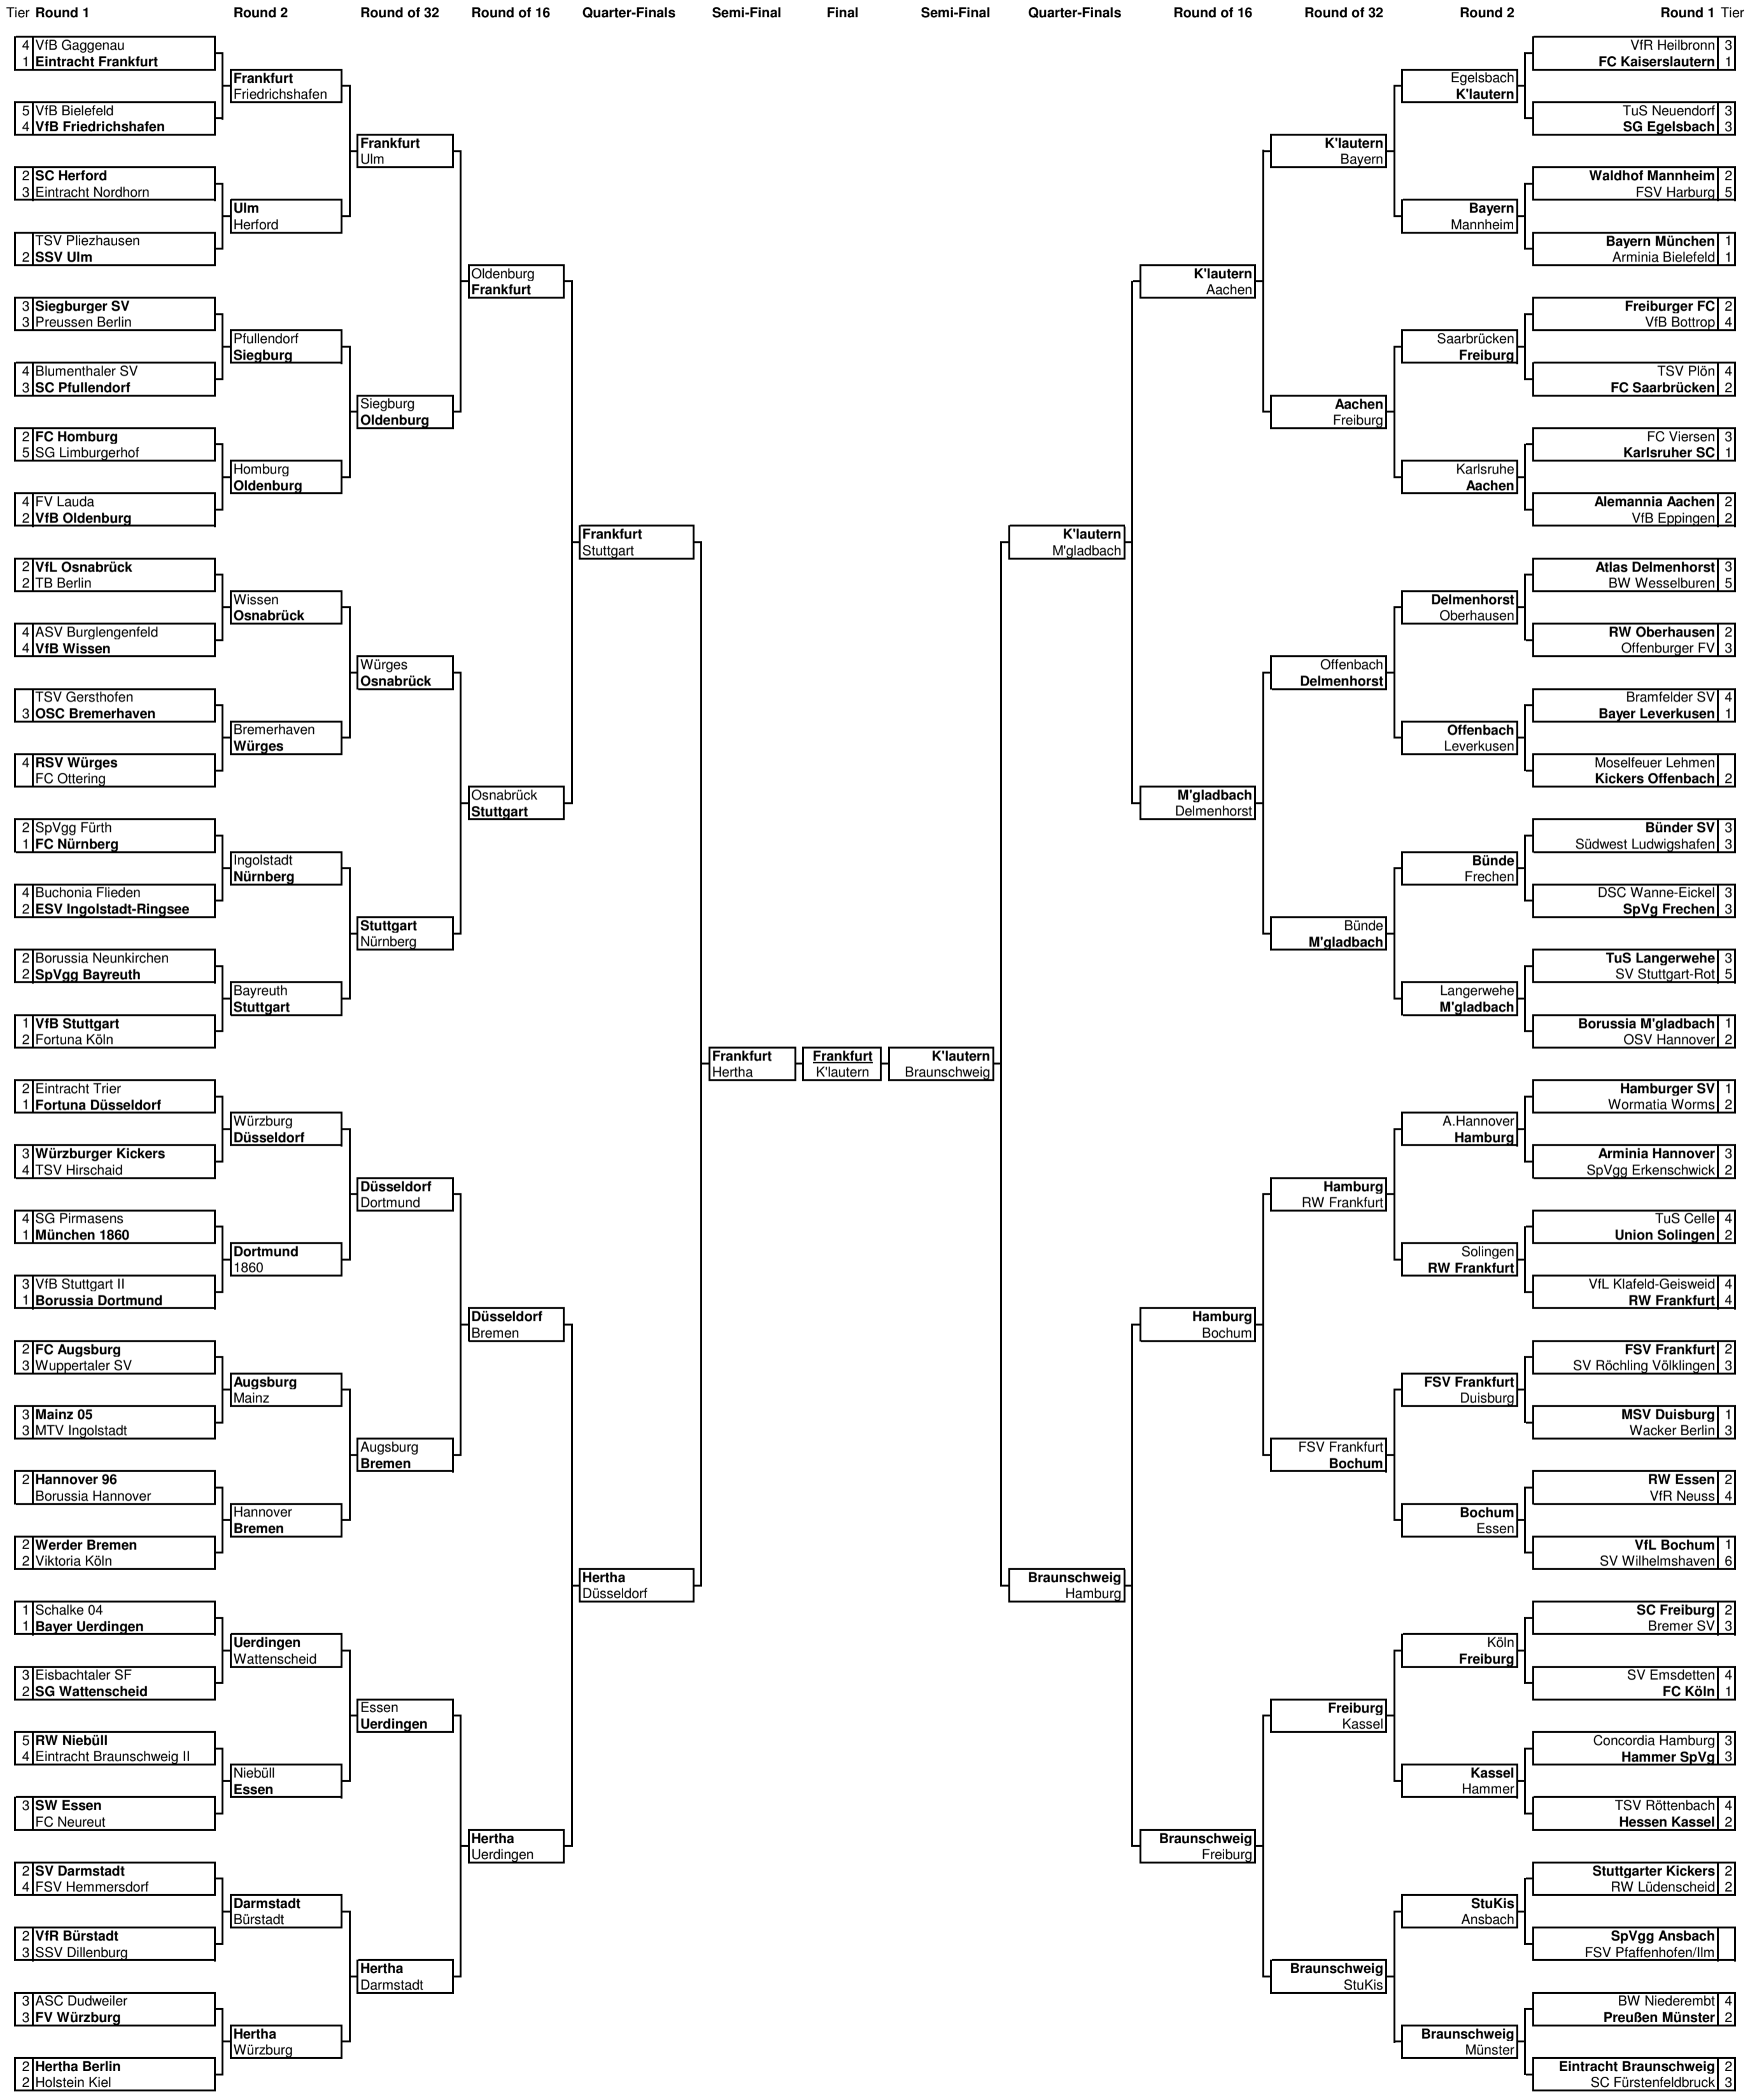 Tier Round 1 Round 2 Round of 32 Round of 16 Quarter-Finals Semi-Final Final Semi-Final Quarter-Finals Round of 16 Round of 32 Round 2 Round 1 Tier
4 VfB Gaggenau
1 Eintracht Frankfurt
5 VfB Bielefeld
4 VfB Friedrichshafen
2 SC Herford
3 Eintracht Nordhorn
TSV Pliezhausen
2 SSV Ulm
3 Siegburger SV
3 Preussen Berlin
4 Blumenthaler SV
3 SC Pfullendorf
2 FC Homburg
5 SG Limburgerhof
4 FV Lauda
2 VfB Oldenburg
2 VfL Osnabrück
2 TB Berlin
4 ASV Burglengenfeld
4 VfB Wissen
TSV Gersthofen
3 OSC Bremerhaven
4 RSV Würges
FC Ottering
2 SpVgg Fürth
1 FC Nürnberg
4 Buchonia Flieden
2 ESV Ingolstadt-Ringsee
2 Borussia Neunkirchen
2 SpVgg Bayreuth
1 VfB Stuttgart
2 Fortuna Köln
2 Eintracht Trier
1 Fortuna Düsseldorf
3 Würzburger Kickers
4 TSV Hirschaid
4 SG Pirmasens
1 München 1860
3 VfB Stuttgart II
1 Borussia Dortmund
2 FC Augsburg
3 Wuppertaler SV
3 Mainz 05
3 MTV Ingolstadt
2 Hannover 96
Borussia Hannover
2 Werder Bremen
2 Viktoria Köln
1 Schalke 04
1 Bayer Uerdingen
3 Eisbachtaler SF
2 SG Wattenscheid
5 RW Niebüll
4 Eintracht Braunschweig II
3 SW Essen
FC Neureut
2 SV Darmstadt
4 FSV Hemmersdorf
2 VfR Bürstadt
3 SSV Dillenburg
3 ASC Dudweiler
3 FV Würzburg
2 Hertha Berlin
2 Holstein Kiel
Frankfurt
Friedrichshafen
Ulm
Herford
Pfullendorf
Siegburg
Homburg
Oldenburg
Wissen
Osnabrück
Bremerhaven
Würges
Ingolstadt
Nürnberg
Bayreuth
Stuttgart
Würzburg
Düsseldorf
Dortmund
1860
Augsburg
Mainz
Hannover
Bremen
Uerdingen
Wattenscheid
Niebüll
Essen
Darmstadt
Bürstadt
Hertha
Würzburg
Frankfurt
Ulm
Siegburg
Oldenburg
Würges
Osnabrück
Stuttgart
Nürnberg
Düsseldorf
Dortmund
Augsburg
Bremen
Essen
Uerdingen
Hertha
Darmstadt
Oldenburg
Frankfurt
Osnabrück
Stuttgart
Düsseldorf
Bremen
Hertha
Uerdingen
Frankfurt
Stuttgart
Hertha
Düsseldorf
Frankfurt
Hertha
Frankfurt
K'lautern
K'lautern
Braunschweig
K'lautern
M'gladbach
Braunschweig
Hamburg
K'lautern
Aachen
M'gladbach
Delmenhorst
Hamburg
Bochum
Braunschweig
Freiburg
K'lautern
Bayern
Aachen
Freiburg
Offenbach
Delmenhorst
Bünde
M'gladbach
Hamburg
RW Frankfurt
FSV Frankfurt
Bochum
Freiburg
Kassel
Braunschweig
StuKis
Egelsbach
K'lautern
Bayern
Mannheim
Saarbrücken
Freiburg
Karlsruhe
Aachen
Delmenhorst
Oberhausen
Offenbach
Leverkusen
Bünde
Frechen
Langerwehe
M'gladbach
A.Hannover
Hamburg
Solingen
RW Frankfurt
FSV Frankfurt
Duisburg
Bochum
Essen
Köln
Freiburg
Kassel
Hammer
StuKis
Ansbach
Braunschweig
Münster
VfR Heilbronn 3
FC Kaiserslautern 1
TuS Neuendorf 3
SG Egelsbach 3
Waldhof Mannheim 2
FSV Harburg 5
Bayern München 1
Arminia Bielefeld 1
Freiburger FC 2
VfB Bottrop 4
TSV Plön 4
FC Saarbrücken 2
FC Viersen 3
Karlsruher SC 1
Alemannia Aachen 2
VfB Eppingen 2
Atlas Delmenhorst 3
BW Wesselburen 5
RW Oberhausen 2
Offenburger FV 3
Bramfelder SV 4
Bayer Leverkusen 1
Moselfeuer Lehmen
Kickers Offenbach 2
Bünder SV 3
Südwest Ludwigshafen 3
DSC Wanne-Eickel 3
SpVg Frechen 3
TuS Langerwehe 3
SV Stuttgart-Rot 5
Borussia M'gladbach 1
OSV Hannover 2
Hamburger SV 1
Wormatia Worms 2
Arminia Hannover 3
SpVgg Erkenschwick 2
TuS Celle 4
Union Solingen 2
VfL Klafeld-Geisweid 4
RW Frankfurt 4
FSV Frankfurt 2
SV Röchling Völklingen 3
MSV Duisburg 1
Wacker Berlin 3
RW Essen 2
VfR Neuss 4
VfL Bochum 1
SV Wilhelmshaven 6
SC Freiburg 2
Bremer SV 3
SV Emsdetten 4
FC Köln 1
Concordia Hamburg 3
Hammer SpVg 3
TSV Röttenbach 4
Hessen Kassel 2
Stuttgarter Kickers 2
RW Lüdenscheid 2
SpVgg Ansbach
FSV Pfaffenhofen/Ilm
BW Niederembt 4
Preußen Münster 2
Eintracht Braunschweig 2
SC Fürstenfeldbruck 3